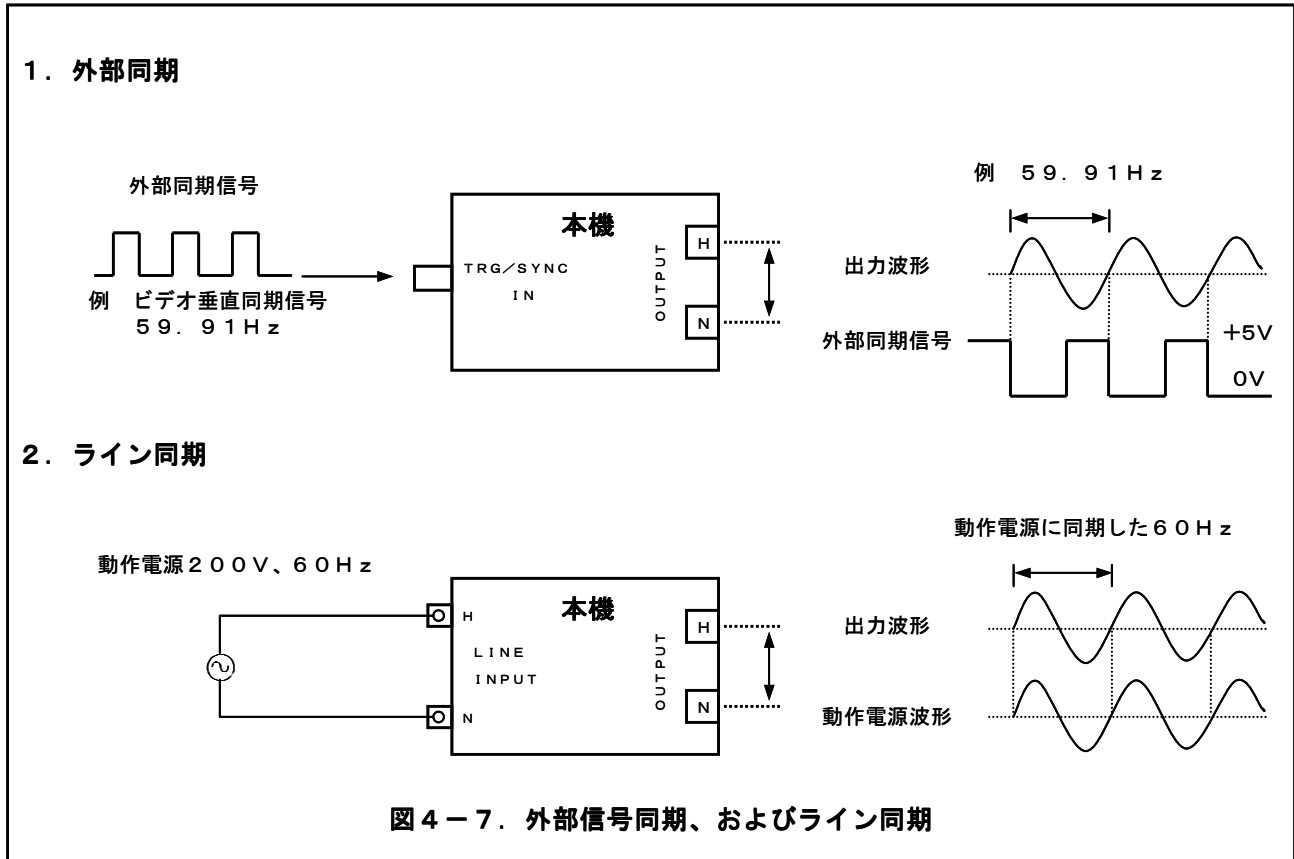 １．外部同期
外部同期信号
例　ビデオ垂直同期信号
５９．９１Ｈｚ
本機
ＴＲＧ／ＳＹＮＣ
ＩＮ
ＯＵＴＰＵＴ
Ｈ
Ｎ
例　５９．９１Ｈｚ
出力波形
外部同期信号
＋5V
0V
２．ライン同期
動作電源２００Ｖ、６０Ｈｚ
Ｈ
Ｎ
本機
ＬＩＮＥ
ＩＮＰＵＴ
ＯＵＴＰＵＴ
Ｈ
Ｎ
動作電源に同期した６０Ｈｚ
出力波形
動作電源波形
図４－７．外部信号同期、およびライン同期